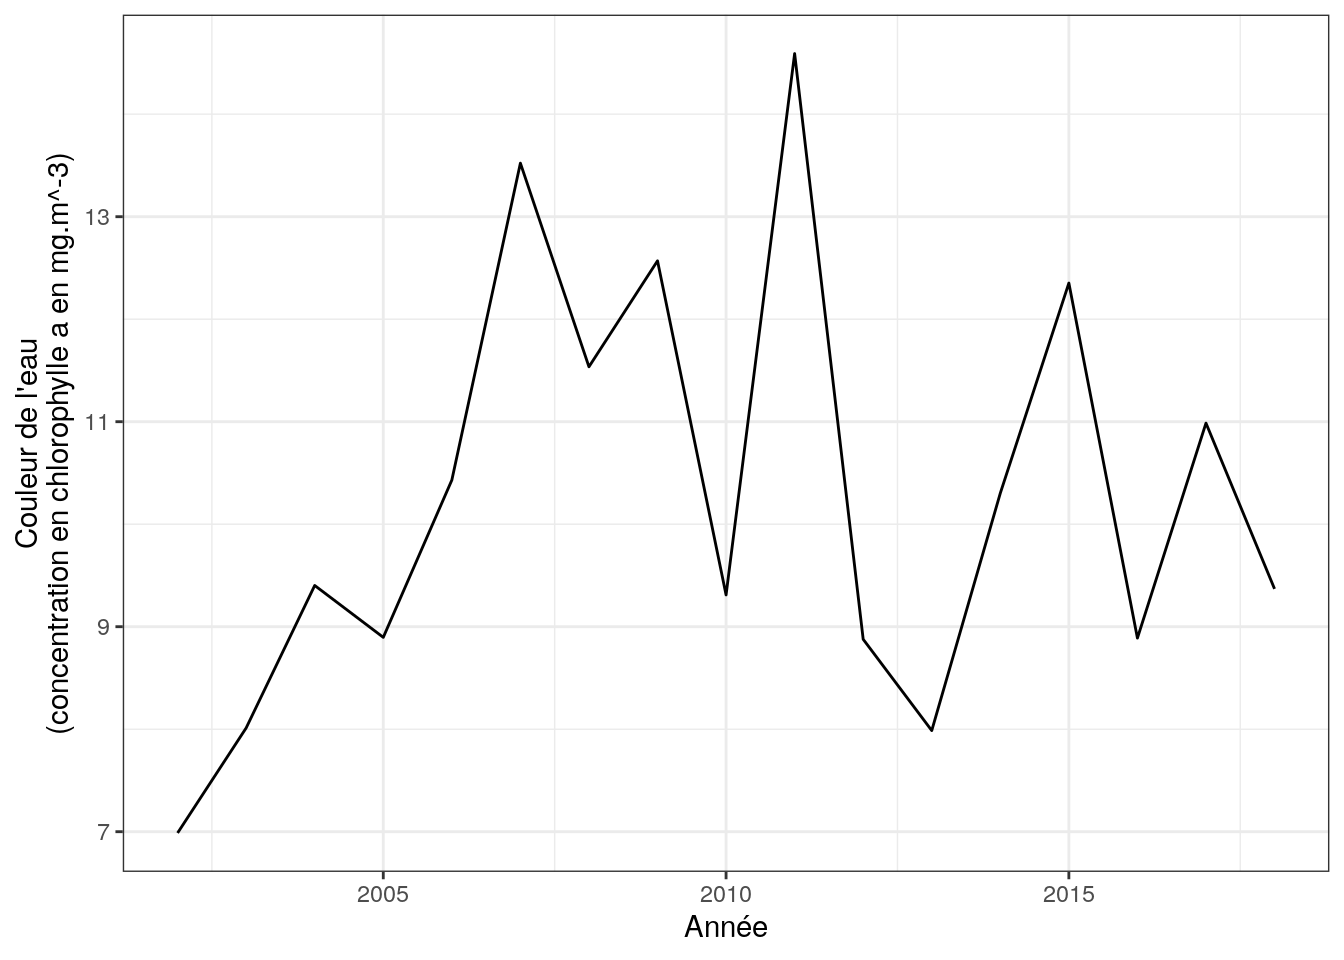 Couleur de l'eau
(concentration en chlorophylle a en mg.m^-3)
13
11
9
7
2005
2010
2015
Année